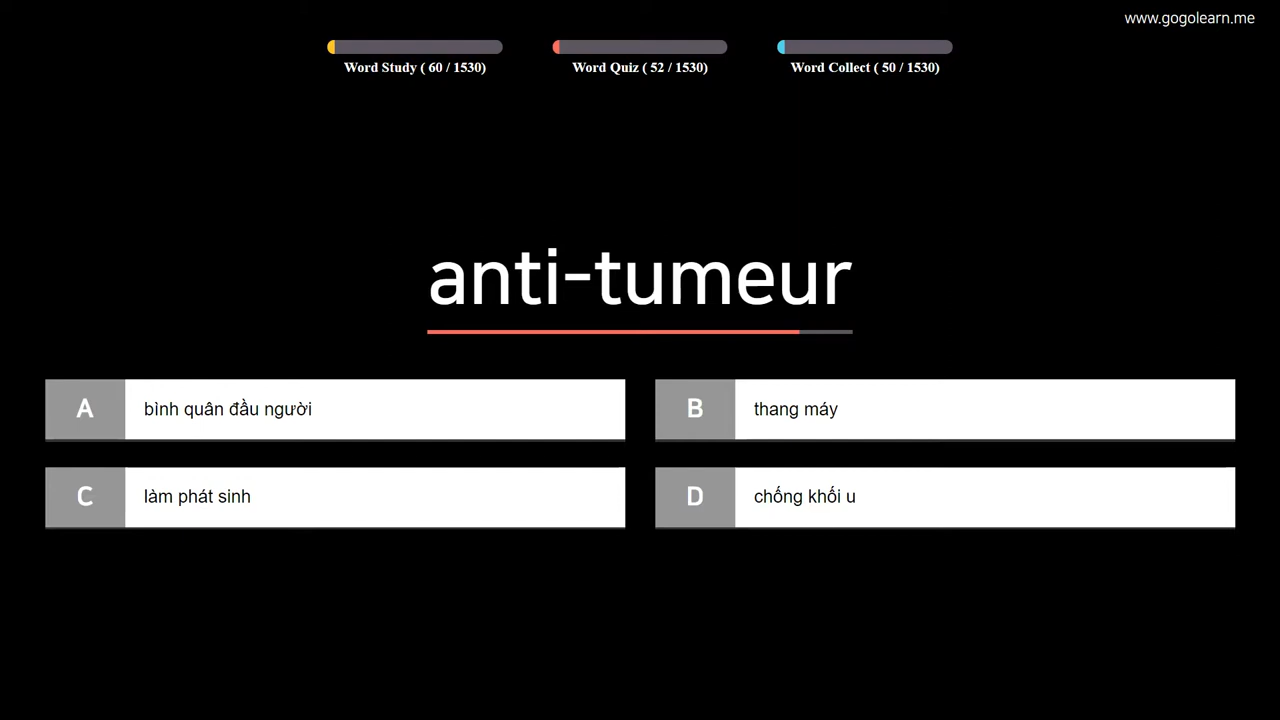 www.gogolearn.me
Word Study ( 60 / 1530)
Word Quiz ( 52 / 1530)
Word Collect ( 50 / 1530)
anti-tumeur
A bình quân đầu người
B thang máy
C làm phát sinh
D chống khối u